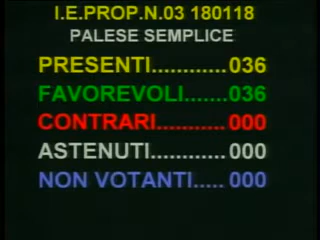 I.E.PROP.N.03 180118
PALESE SEMPLICE
PRESENTI............036
FAVOREVOLI.......036
CONTRARI............000
ASTENUTI............000
NON VOTANTI.....000